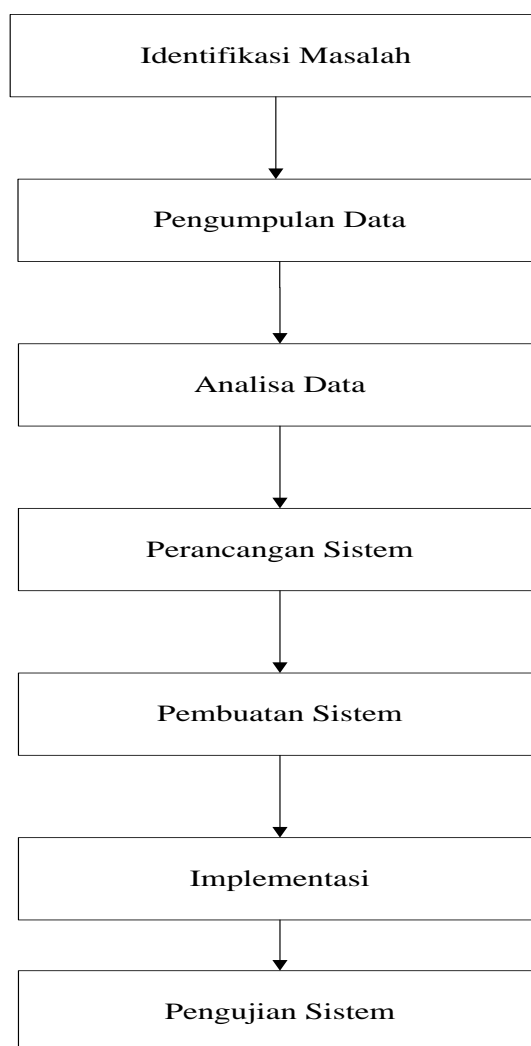 Identifikasi Masalah
Pengumpulan Data
Analisa Data
Perancangan Sistem
Pembuatan Sistem
Implementasi
Pengujian Sistem